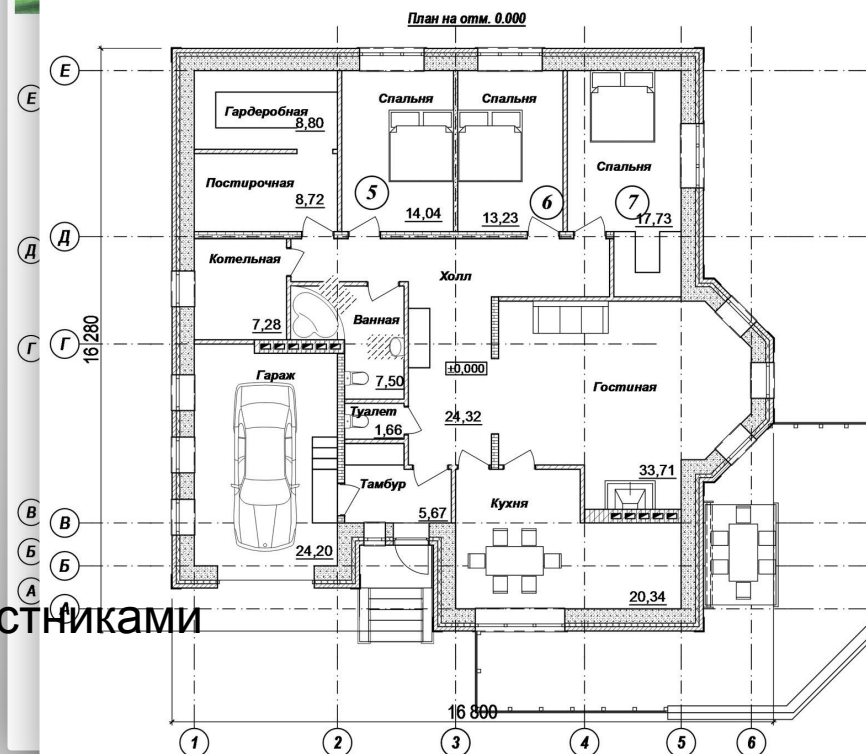 План на отм. 0.000
Е
Е
Гардеробная
8,80
Спальня
Спальня
Спальня
Постирочная
8,72
5
14,04
13,23
6
7
17,73
Д
Д
Котельная
Холл
7,28
Ванная
16 280
Г
Г
Гараж
7,50
±0,000
Гостиная
Туалет
1,66
24,32
Тамбур
5,67
33,71
Кухня
В
В
24,20
Б
Б
20,34
А
А
стниками
16 800
1
2
3
4
5
6